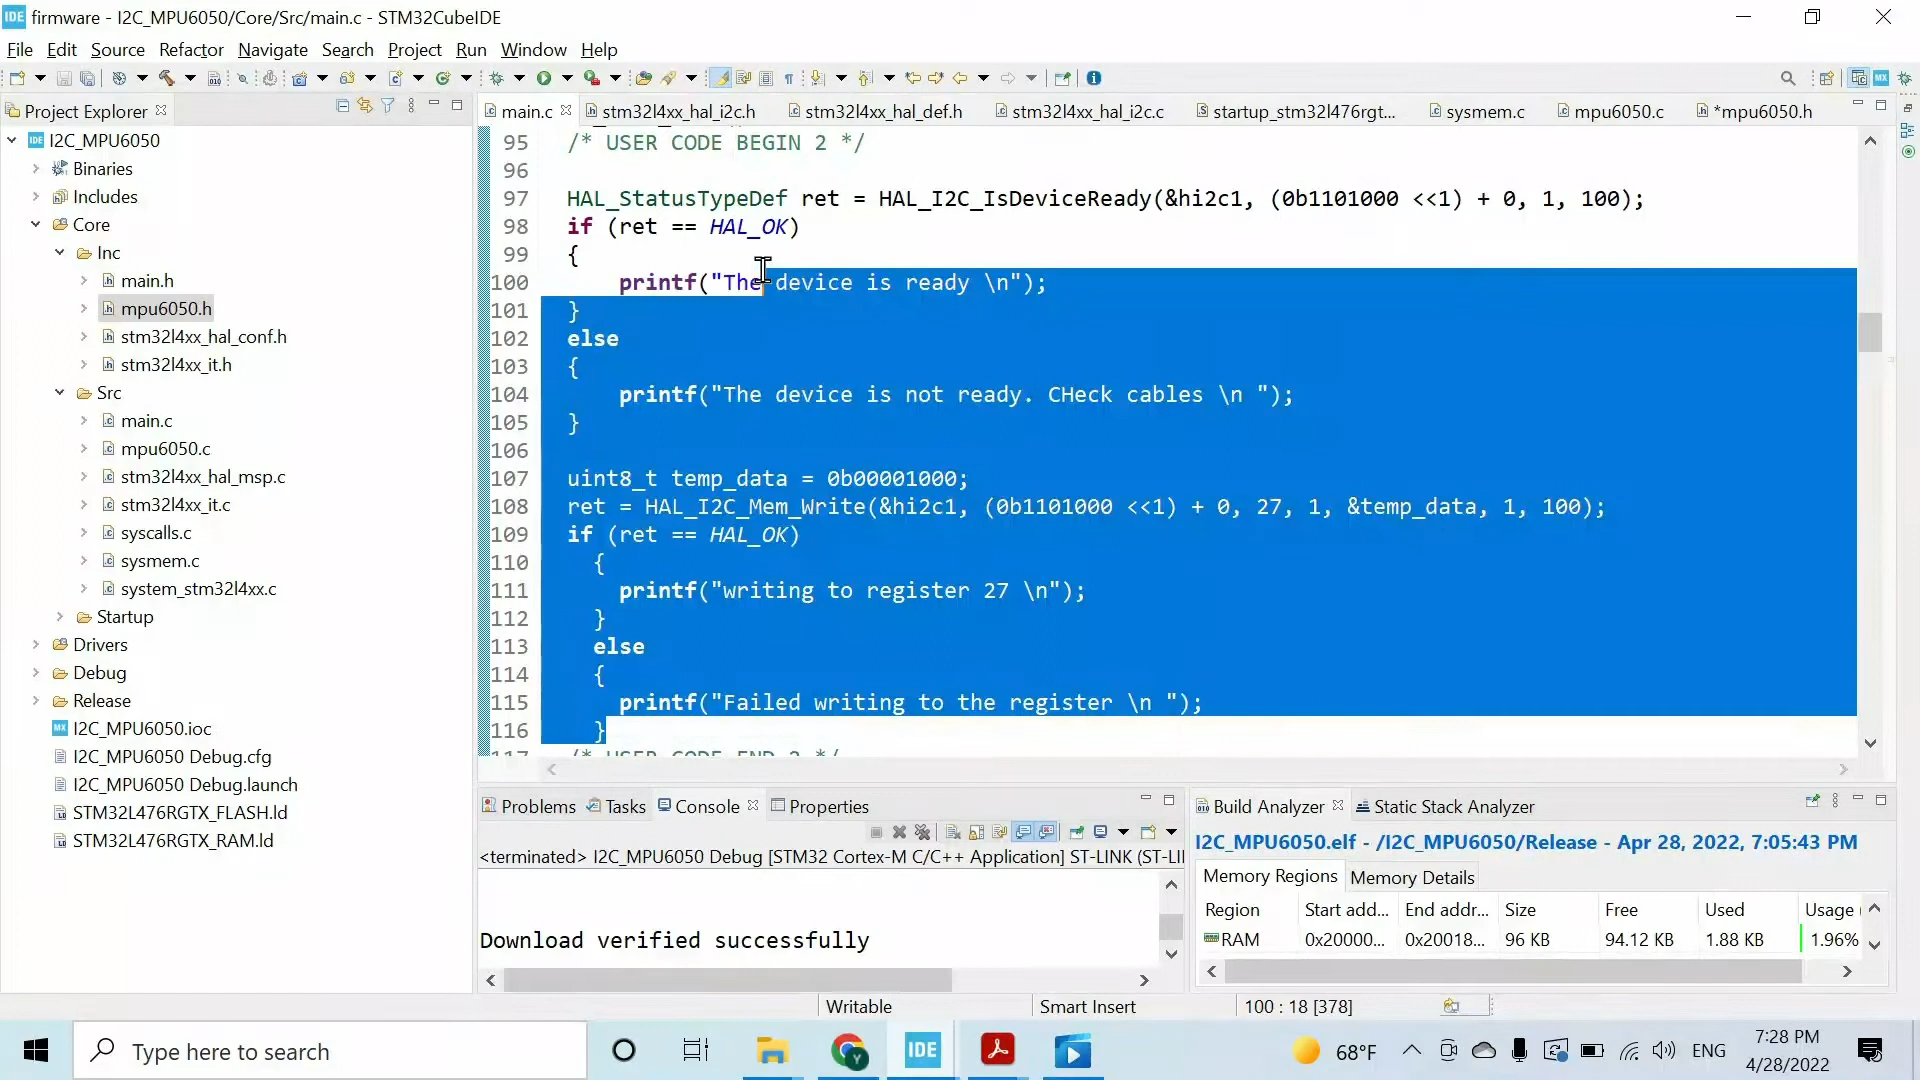 IDE firmware - I2C_MPU6050/Core/Src/main.c - STM32CubeIDE
File Edit Source Refactor Navigate Search Project Run Window Help
Project Explorer
main.c stm32l4xx_hal_i2c.h stm32l4xx_hal_def.h stm32l4xx_hal_i2c.c startup_stm32l476rgt... sysmem.c mpu6050.c *mpu6050.h
I2C_MPU6050
Binaries
Includes
Core
Inc
main.h
mpu6050.h
stm32l4xx_hal_conf.h
stm32l4xx_it.h
Src
main.c
mpu6050.c
stm32l4xx_hal_msp.c
stm32l4xx_it.c
syscalls.c
sysmem.c
system_stm32l4xx.c
Startup
Drivers
Debug
Release
I2C_MPU6050.ioc
I2C_MPU6050 Debug.cfg
I2C_MPU6050 Debug.launch
STM32L476RGTX_FLASH.ld
STM32L476RGTX_RAM.ld
95 /* USER CODE BEGIN 2 */
96
97 HAL_StatusTypeDef ret = HAL_I2C_IsDeviceReady(&hi2c1, (0b1101000 <<1) + 0, 1, 100);
98 if (ret == HAL_OK)
99 {
100 printf("The device is ready \n");
101 }
102 else
103 {
104 printf("The device is not ready. CHeck cables \n ");
105 }
106
107 uint8_t temp_data = 0b00001000;
108 ret = HAL_I2C_Mem_Write(&hi2c1, (0b1101000 <<1) + 0, 27, 1, &temp_data, 1, 100);
109 if (ret == HAL_OK)
110 {
111 printf("writing to register 27 \n");
112 }
113 else
114 {
115 printf("Failed writing to the register \n ");
116 }
117 /* USER CODE END 2 */
Problems Tasks Console Properties
<terminated> I2C_MPU6050 Debug [STM32 Cortex-M C/C++ Application] ST-LINK (ST-LI
Download verified successfully
Build Analyzer Static Stack Analyzer
I2C_MPU6050.elf - /I2C_MPU6050/Release - Apr 28, 2022, 7:05:43 PM
Memory Regions Memory Details
Region Start add... End addr... Size Free Used Usage
RAM 0x20000... 0x20018... 96 KB 94.12 KB 1.88 KB 1.96%
Writable Smart Insert 100 : 18 [378]
Type here to search
IDE
68°F
ENG
7:28 PM
4/28/2022